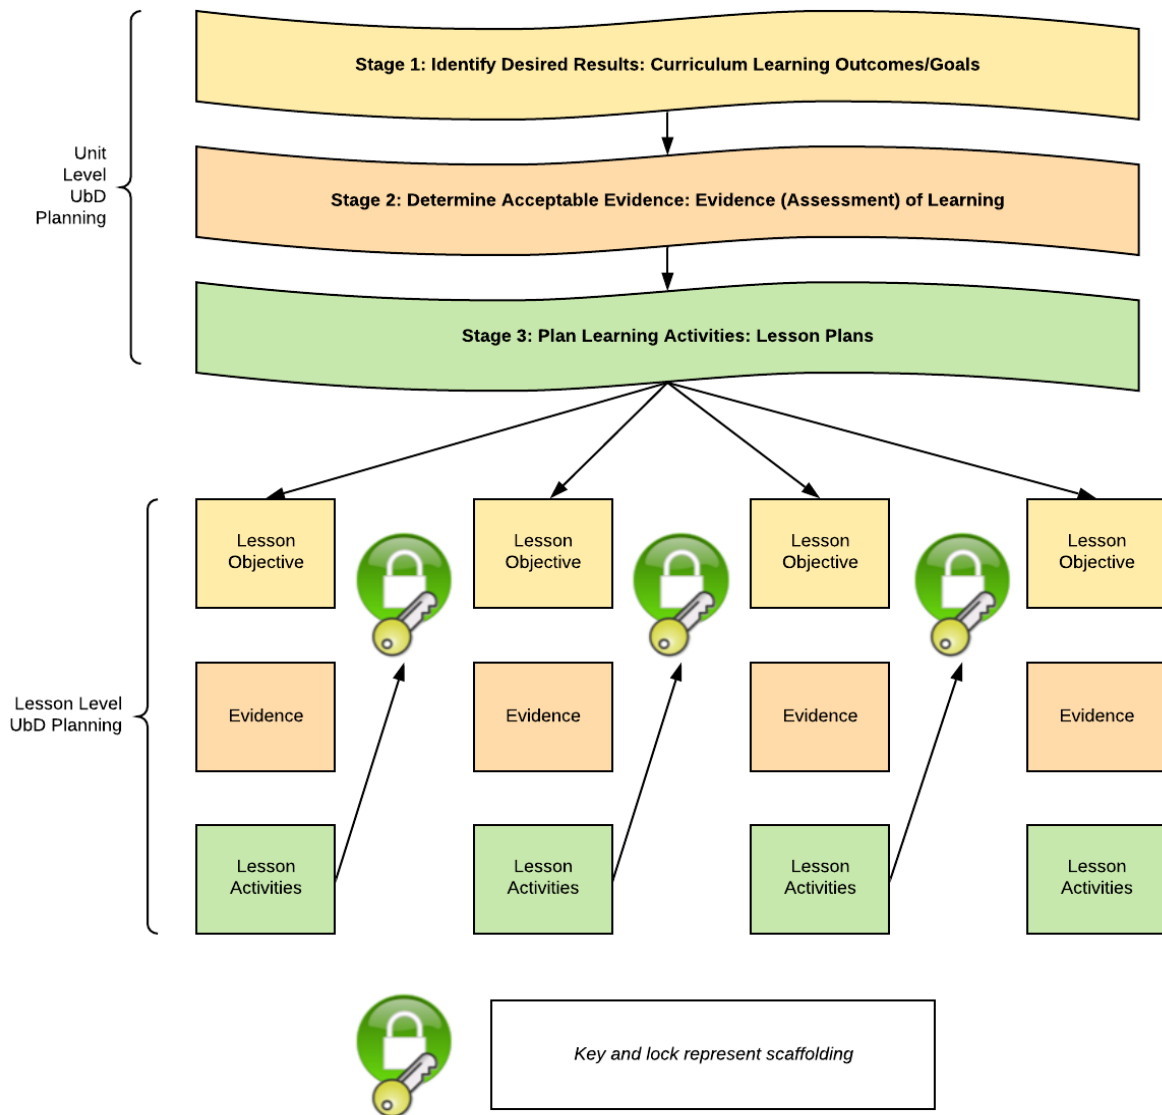 Stage 1: Identify Desired Results: Curriculum Learning Outcomes/Goals
Unit
Level
UbD
Planning
Stage 2: Determine Acceptable Evidence: Evidence (Assessment) of Learning
Stage 3: Plan Learning Activities: Lesson Plans
Lesson
Objective
Lesson
Objective
Lesson
Objective
Lesson
Objective
Lesson Level
UbD Planning
Evidence
Evidence
Evidence
Evidence
Lesson
Activities
Lesson
Activities
Lesson
Activities
Lesson
Activities
Key and lock represent scaffolding